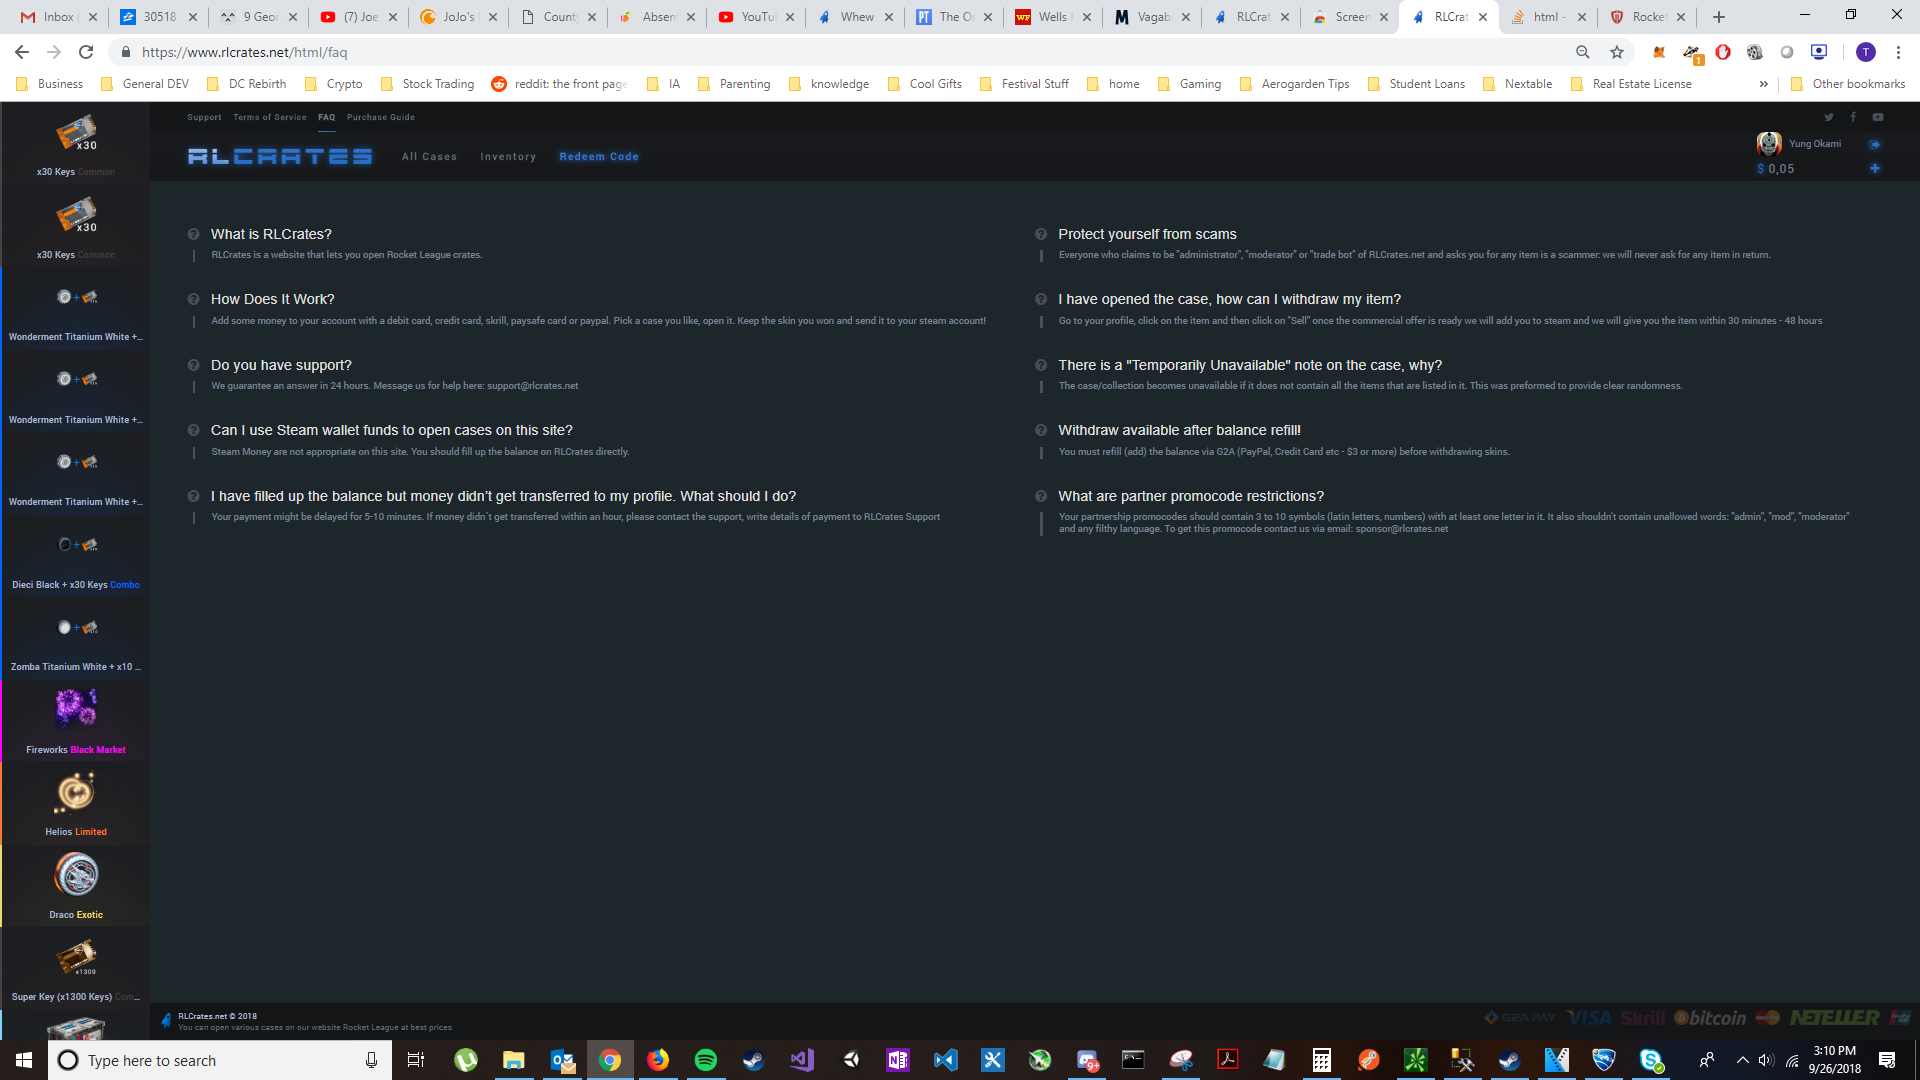 Inbox (
30518
9 Geor
(7) Joe
JoJo's
County
Absent
YouTu
Whew
PT The Or
WF Wells
M Vagab
RLCrat
Screen
RLCrat
html -
Rocket
https://www.rlcrates.net/html/faq
1
T
Business
General DEV
DC Rebirth
Crypto
Stock Trading
reddit: the front page
IA
Parenting
knowledge
Cool Gifts
Festival Stuff
home
Gaming
Aerogarden Tips
Student Loans
Nextable
Real Estate License
»
Other bookmarks
Support Terms of Service FAQ Purchase Guide
RLCRATES All Cases Inventory Redeem Code
Yung Okami
$ 0,05
x30
x30 Keys Common
x30
x30 Keys Common
Wonderment Titanium White +...
Wonderment Titanium White +...
Wonderment Titanium White +...
Dieci Black + x30 Keys Combo
Zomba Titanium White + x10 ...
Fireworks Black Market
Helios Limited
Draco Exotic
x1300
Super Key (x1300 Keys) Com...
What is RLCrates?
RLCrates is a website that lets you open Rocket League crates.
How Does It Work?
Add some money to your account with a debit card, credit card, skrill, paysafe card or paypal. Pick a case you like, open it. Keep the skin you won and send it to your steam account!
Do you have support?
We guarantee an answer in 24 hours. Message us for help here: support@rlcrates.net
Can I use Steam wallet funds to open cases on this site?
Steam Money are not appropriate on this site. You should fill up the balance on RLCrates directly.
I have filled up the balance but money didn't get transferred to my profile. What should I do?
Your payment might be delayed for 5-10 minutes. If money didn`t get transferred within an hour, please contact the support, write details of payment to RLCrates Support
Protect yourself from scams
Everyone who claims to be "administrator", "moderator" or "trade bot" of RLCrates.net and asks you for any item is a scammer: we will never ask for any item in return.
I have opened the case, how can I withdraw my item?
Go to your profile, click on the item and then click on "Sell" once the commercial offer is ready we will add you to steam and we will give you the item within 30 minutes - 48 hours
There is a "Temporarily Unavailable" note on the case, why?
The case/collection becomes unavailable if it does not contain all the items that are listed in it. This was preformed to provide clear randomness.
Withdraw available after balance refill!
You must refill (add) the balance via G2A (PayPal, Credit Card etc - $3 or more) before withdrawing skins.
What are partner promocode restrictions?
Your partnership promocodes should contain 3 to 10 symbols (latin letters, numbers) with at least one letter in it. It also shouldn't contain unallowed words: "admin", "mod", "moderator"
and any filthy language. To get this promocode contact us via email: sponsor@rlcrates.net
RLCrates.net © 2018
You can open various cases on our website Rocket League at best prices
G2A PAY VISA Skrill bitcoin NETELLER
Type here to search
9+
3:10 PM
9/26/2018